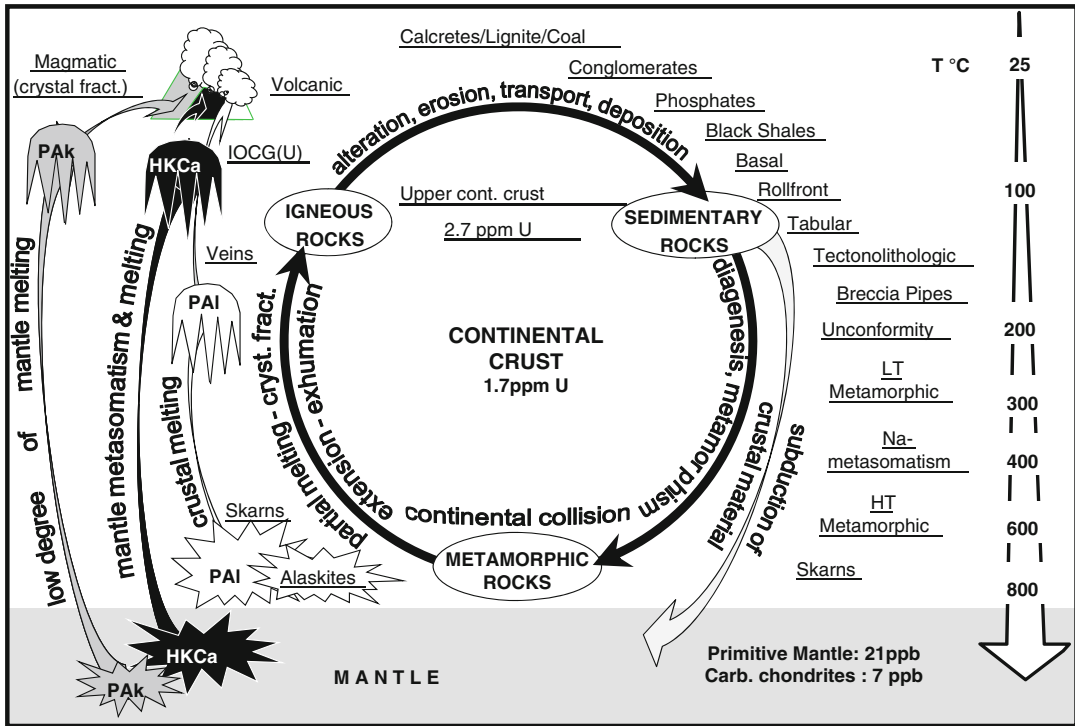 Calcretes/Lignite/Coal
Magmatic
(crystal fract.)
Volcanic
Conglomerates
T °C
25
Phosphates
alteration, erosion, transport, deposition
Black Shales
PAk
HKCa
IOCG(U)
Basal
Upper cont. crust
Rollfront
100
IGNEOUS
ROCKS
2.7 ppm U
SEDIMENTARY
ROCKS
Tabular
Veins
Tectonolithologic
PAl
Breccia Pipes
CONTINENTAL
CRUST
1.7ppm U
Unconformity
200
LT
Metamorphic
300
low degree of mantle melting
mantle metasomatism & melting
crustal melting
partial melting - cryst. fract.
extension - exhumation
continental collision
diagenesis, metamorphism
subduction of
crustal material
Na-
metasomatism
400
Skarns
HT
Metamorphic
600
PAl
Alaskites
METAMORPHIC
ROCKS
Skarns
800
HKCa
PAk
MANTLE
Primitive Mantle: 21ppb
Carb. chondrites : 7 ppb